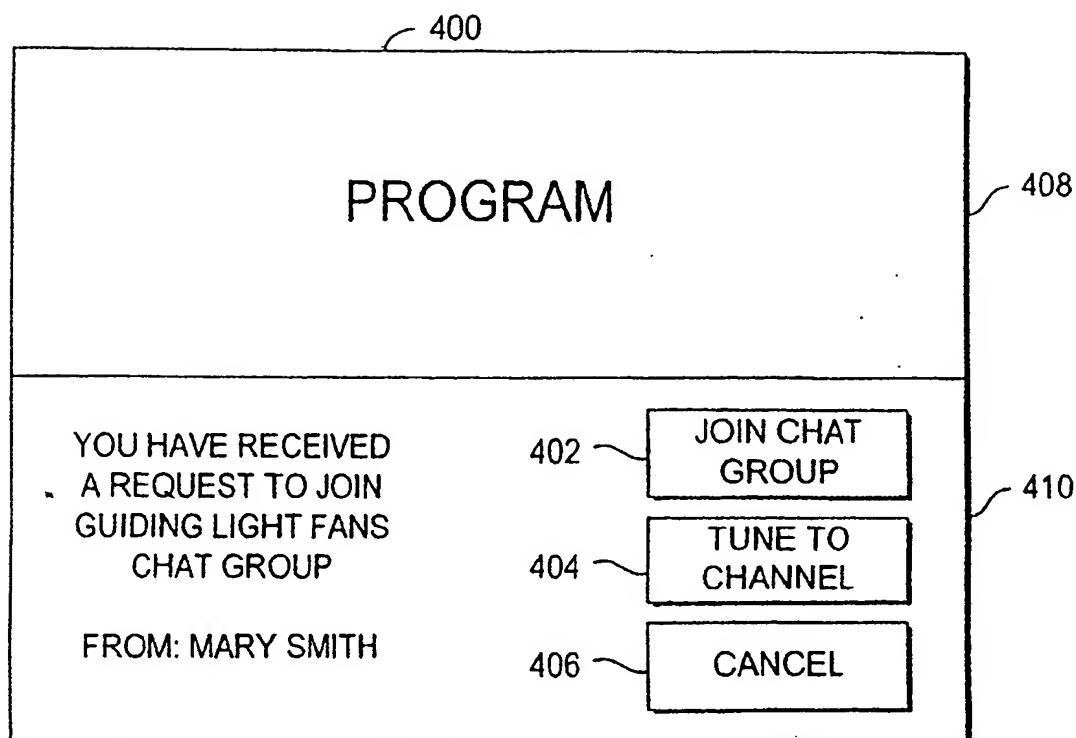 400
PROGRAM
408
YOU HAVE RECEIVED
A REQUEST TO JOIN
GUIDING LIGHT FANS
CHAT GROUP
FROM: MARY SMITH
402
JOIN CHAT
GROUP
410
404
TUNE TO
CHANNEL
406
CANCEL